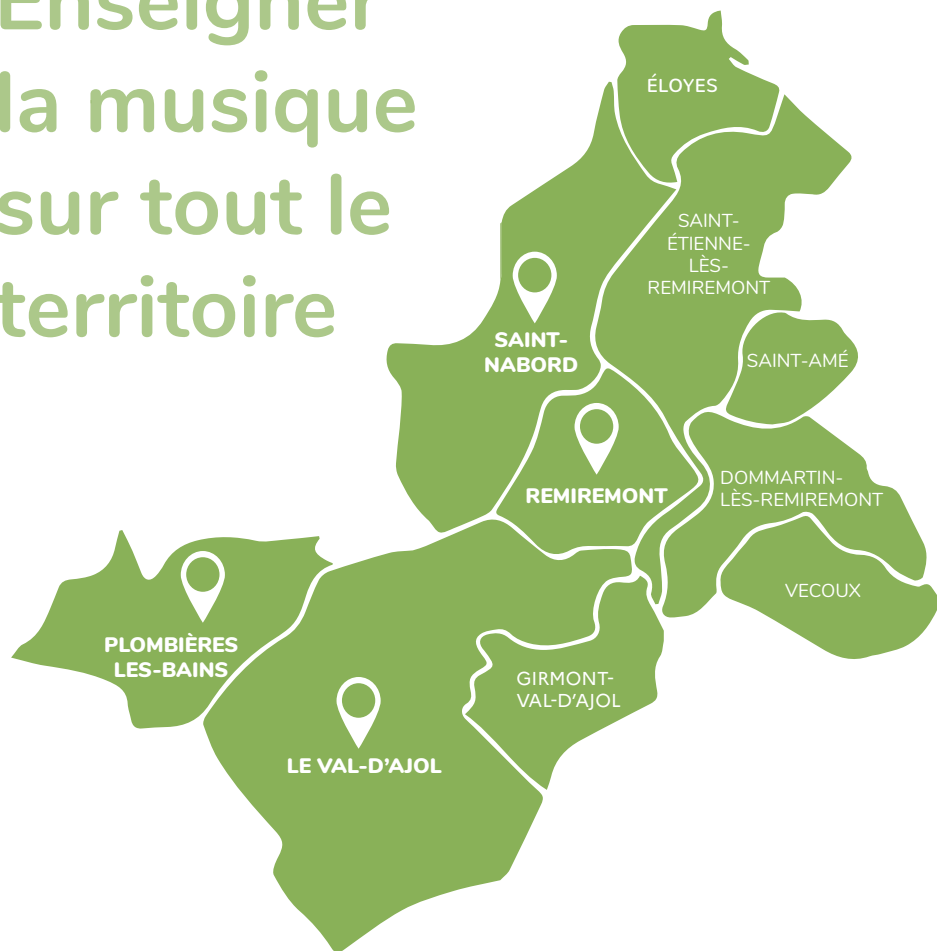 Enseigner
la musique
sur tout le
territoire
ÉLOYES
SAINT-
ÉTIENNE-
LÈS-
REMIREMONT
SAINT-
NABORD
SAINT-AMÉ
REMIREMONT
DOMMARTIN-
LÈS-REMIREMONT
VECOUX
PLOMBIÈRES
LES-BAINS
GIRMONT-
VAL-D’AJOL
LE VAL-D’AJOL